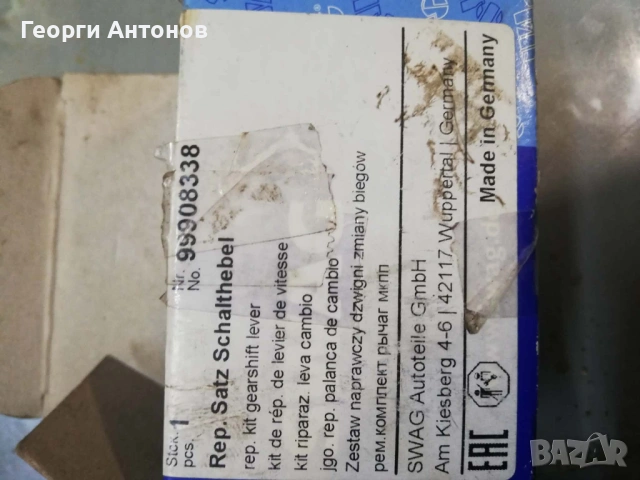 Георги Антонов
Nr.
No. 99908338
Stck.
pcs. 1
Rep. Satz Schalthebel
rep. kit gearshift lever
kit de rép. de levier de vitesse
kit riparaz. leva cambio
jgo. rep. palanca de cambio
Zestaw naprawczy dzwigni zmiany biegów
рем.комплект рычаг мкпп
SWAG Autoteile GmbH
Am Kiesberg 4-6 | 42117 Wuppertal | Germany
EAC
Made in Germany
BAZAR